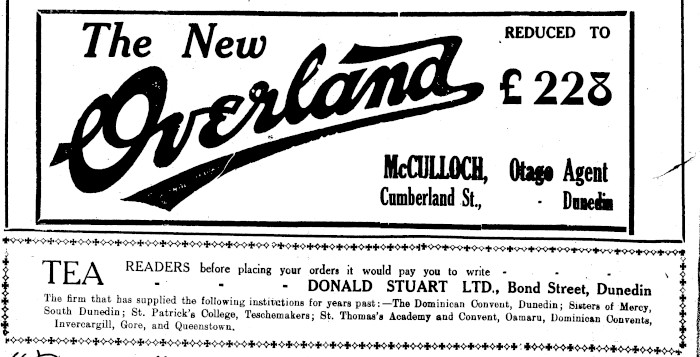 The New
Overland
REDUCED TO
£228
McCULLOCH, Otago Agent
Cumberland St., - Dunedin
TEA READERS before placing your orders it would pay you to write - - -
- - - - DONALD STUART LTD., Bond Street, Dunedin
The firm that has supplied the following institutions for years past:—The Dominican Convent, Dunedin; Sisters of Mercy,
South Dunedin; St. Patrick's College, Teschemakers; St. Thomas's Academy and Convent, Oamaru, Dominican Convents,
Invercargill, Gore, and Queenstown.